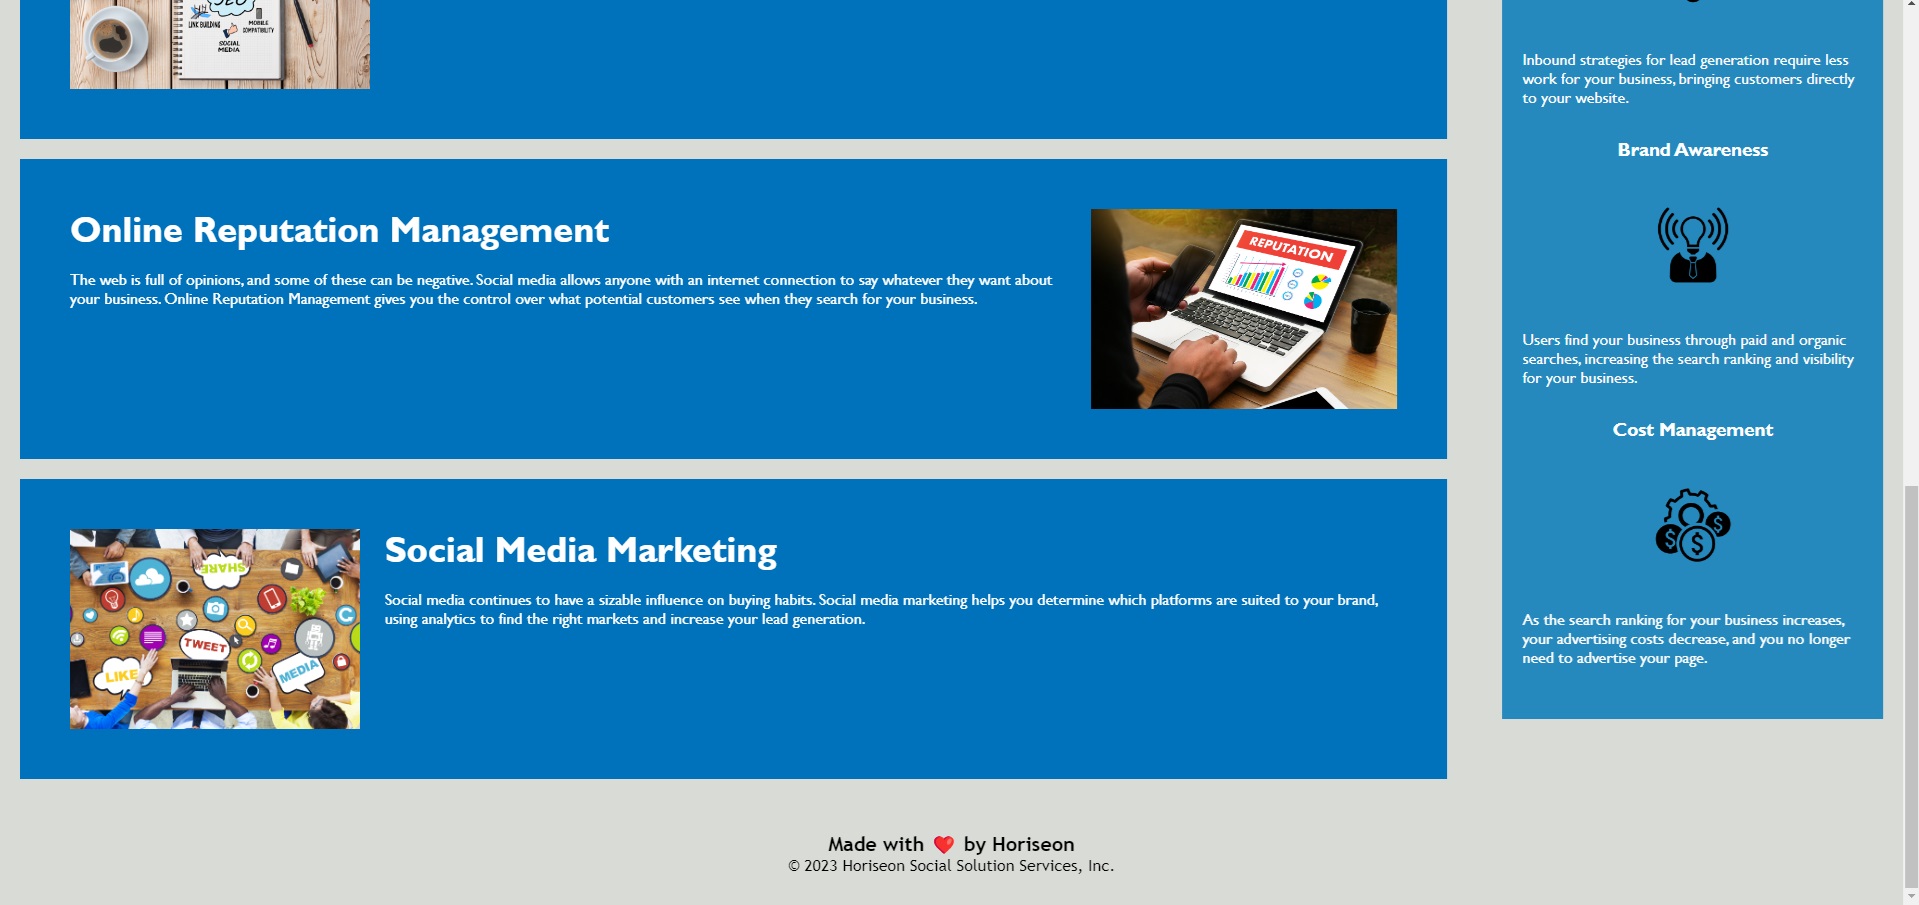 SEO
LINK BUILDING
MOBILE
COMPATIBILITY
SOCIAL
MEDIA
Online Reputation Management
The web is full of opinions, and some of these can be negative. Social media allows anyone with an internet connection to say whatever they want about
your business. Online Reputation Management gives you the control over what potential customers see when they search for your business.
REPUTATION
Social Media Marketing
Social media continues to have a sizable influence on buying habits. Social media marketing helps you determine which platforms are suited to your brand,
using analytics to find the right markets and increase your lead generation.
SHARE
TWEET
LIKE
MEDIA
Inbound strategies for lead generation require less
work for your business, bringing customers directly
to your website.
Brand Awareness
Users find your business through paid and organic
searches, increasing the search ranking and visibility
for your business.
Cost Management
$ $
$
As the search ranking for your business increases,
your advertising costs decrease, and you no longer
need to advertise your page.
Made with ❤️ by Horiseon
© 2023 Horiseon Social Solution Services, Inc.